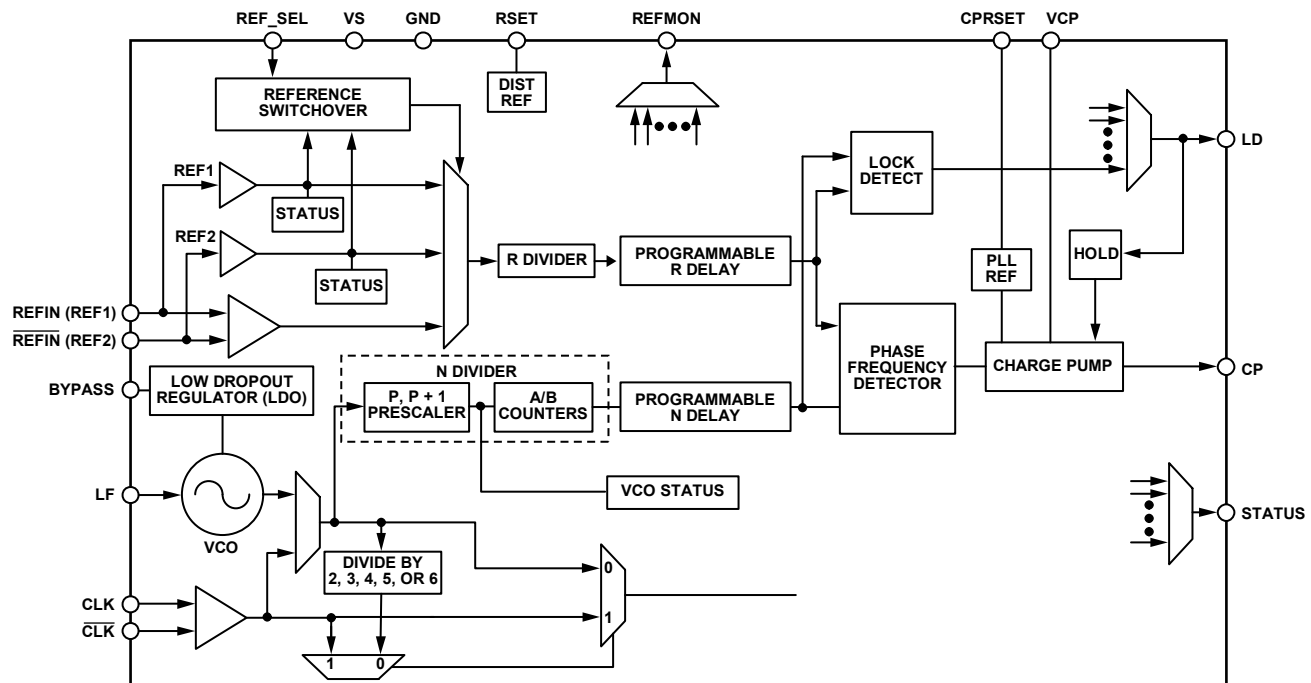 REF_SEL
VS
GND
RSET
REFMON
CPRSET
VCP
REFERENCE
SWITCHOVER
DIST
REF
REF1
STATUS
REF2
STATUS
LOCK
DETECT
LD
R DIVIDER
PROGRAMMABLE
R DELAY
PLL
REF
HOLD
REFIN (REF1)
REFIN (REF2)
BYPASS
LOW DROPOUT
REGULATOR (LDO)
N DIVIDER
P, P + 1
PRESCALER
A/B
COUNTERS
PROGRAMMABLE
N DELAY
PHASE
FREQUENCY
DETECTOR
CHARGE PUMP
CP
LF
VCO
VCO STATUS
STATUS
DIVIDE BY
2, 3, 4, 5, OR 6
0
1
CLK
CLK
1
0